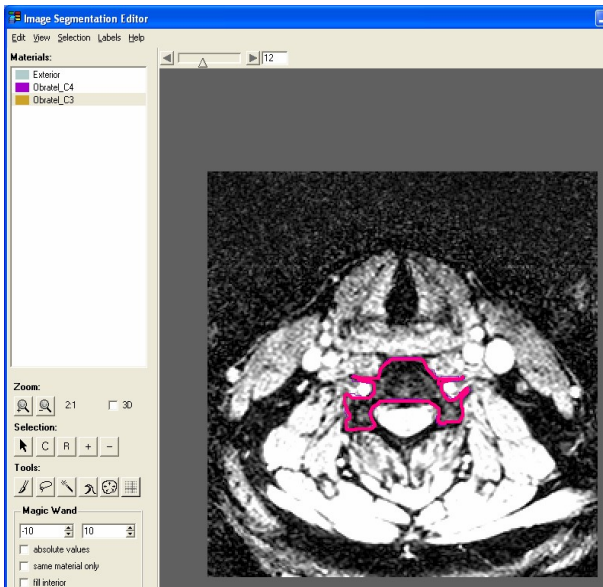 Image Segmentation Editor
Edit View Selection Labels Help
Materials:
12
Exterior
Obratel_C4
Obratel_C3
Zoom:
2:1 3D
Selection:
C R + -
Tools:
Magic Wand
-10 10
absolute values
same material only
fill interior